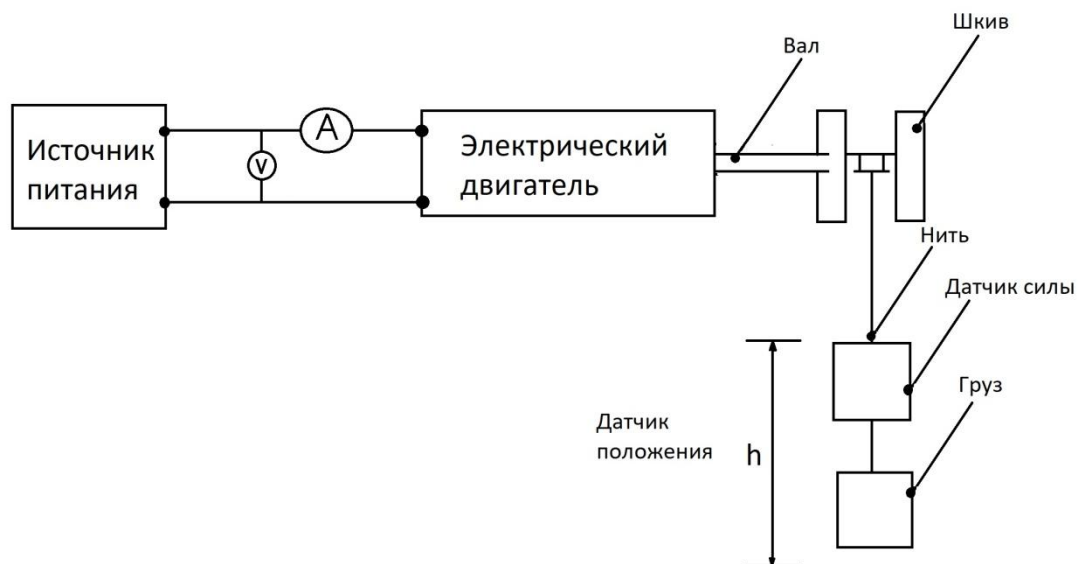 Шкив
Вал
Источник
питания
A
V
Электрический
двигатель
Нить
Датчик силы
Груз
Датчик
положения
h